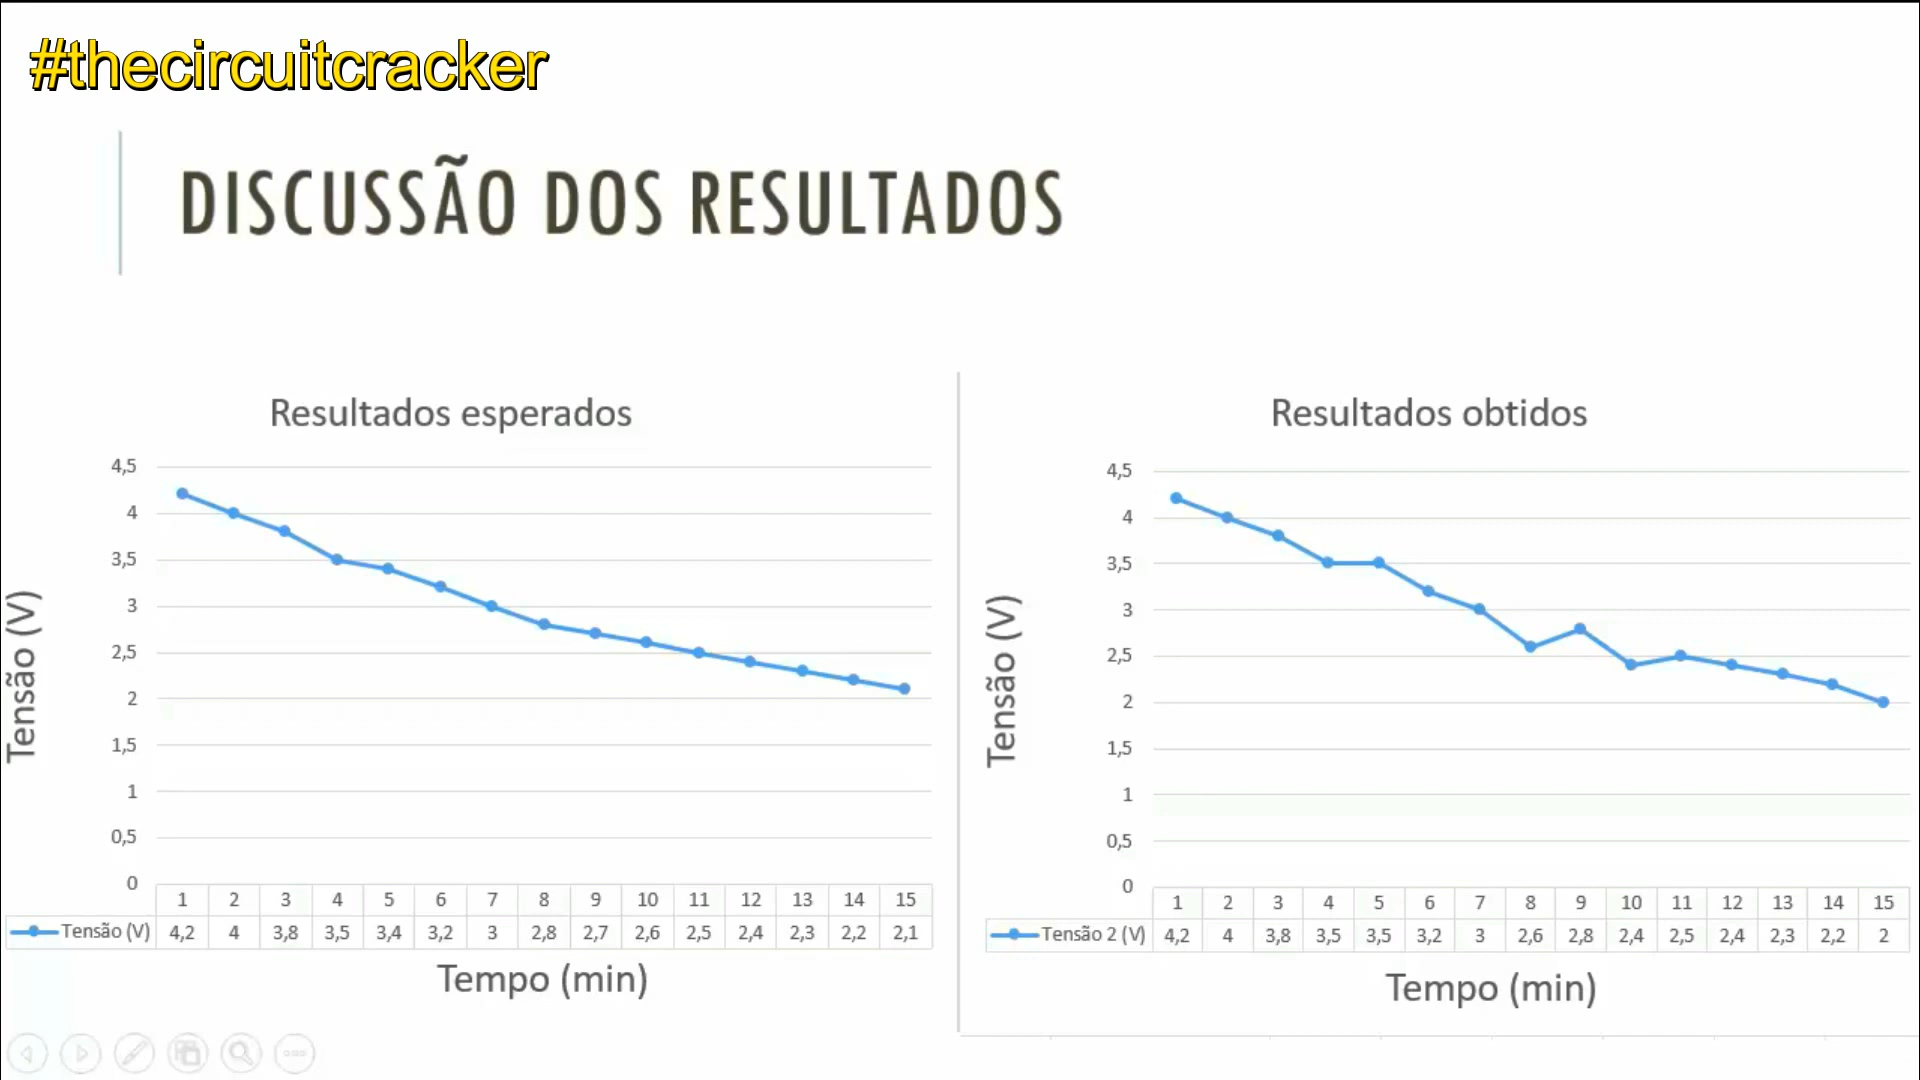 #thecircuitcracker
DISCUSSÃO DOS RESULTADOS
Resultados esperados
4,5
4
3,5
3
2,5
2
1,5
1
0,5
0
Tensão (V)
1 2 3 4 5 6 7 8 9 10 11 12 13 14 15
Tensão (V) 4,2 4 3,8 3,5 3,4 3,2 3 2,8 2,7 2,6 2,5 2,4 2,3 2,2 2,1
Tempo (min)
Resultados obtidos
4,5
4
3,5
3
2,5
2
1,5
1
0,5
0
Tensão (V)
1 2 3 4 5 6 7 8 9 10 11 12 13 14 15
Tensão 2 (V) 4,2 4 3,8 3,5 3,5 3,2 3 2,6 2,8 2,4 2,5 2,4 2,3 2,2 2
Tempo (min)